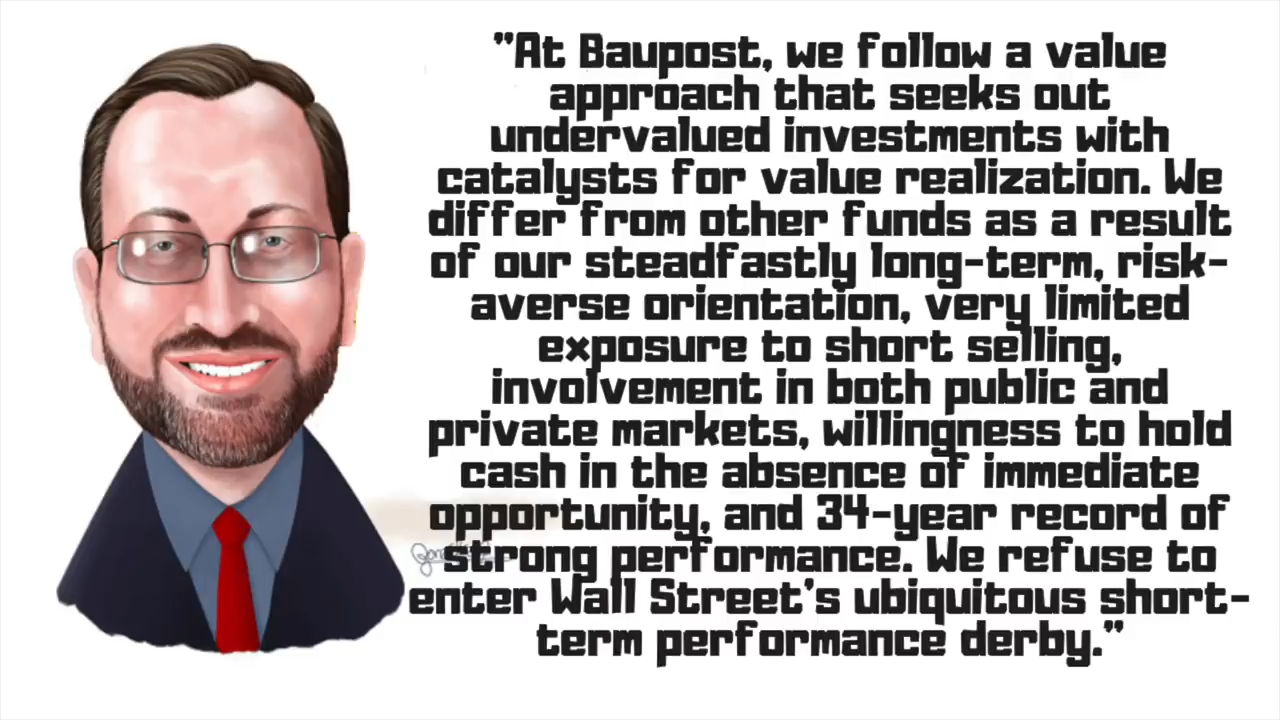 "At Baupost, we follow a value
approach that seeks out
undervalued investments with
catalysts for value realization. We
differ from other funds as a result
of our steadfastly long-term, risk-
averse orientation, very limited
exposure to short selling,
involvement in both public and
private markets, willingness to hold
cash in the absence of immediate
opportunity, and 34-year record of
strong performance. We refuse to
enter Wall Street's ubiquitous short-
term performance derby."